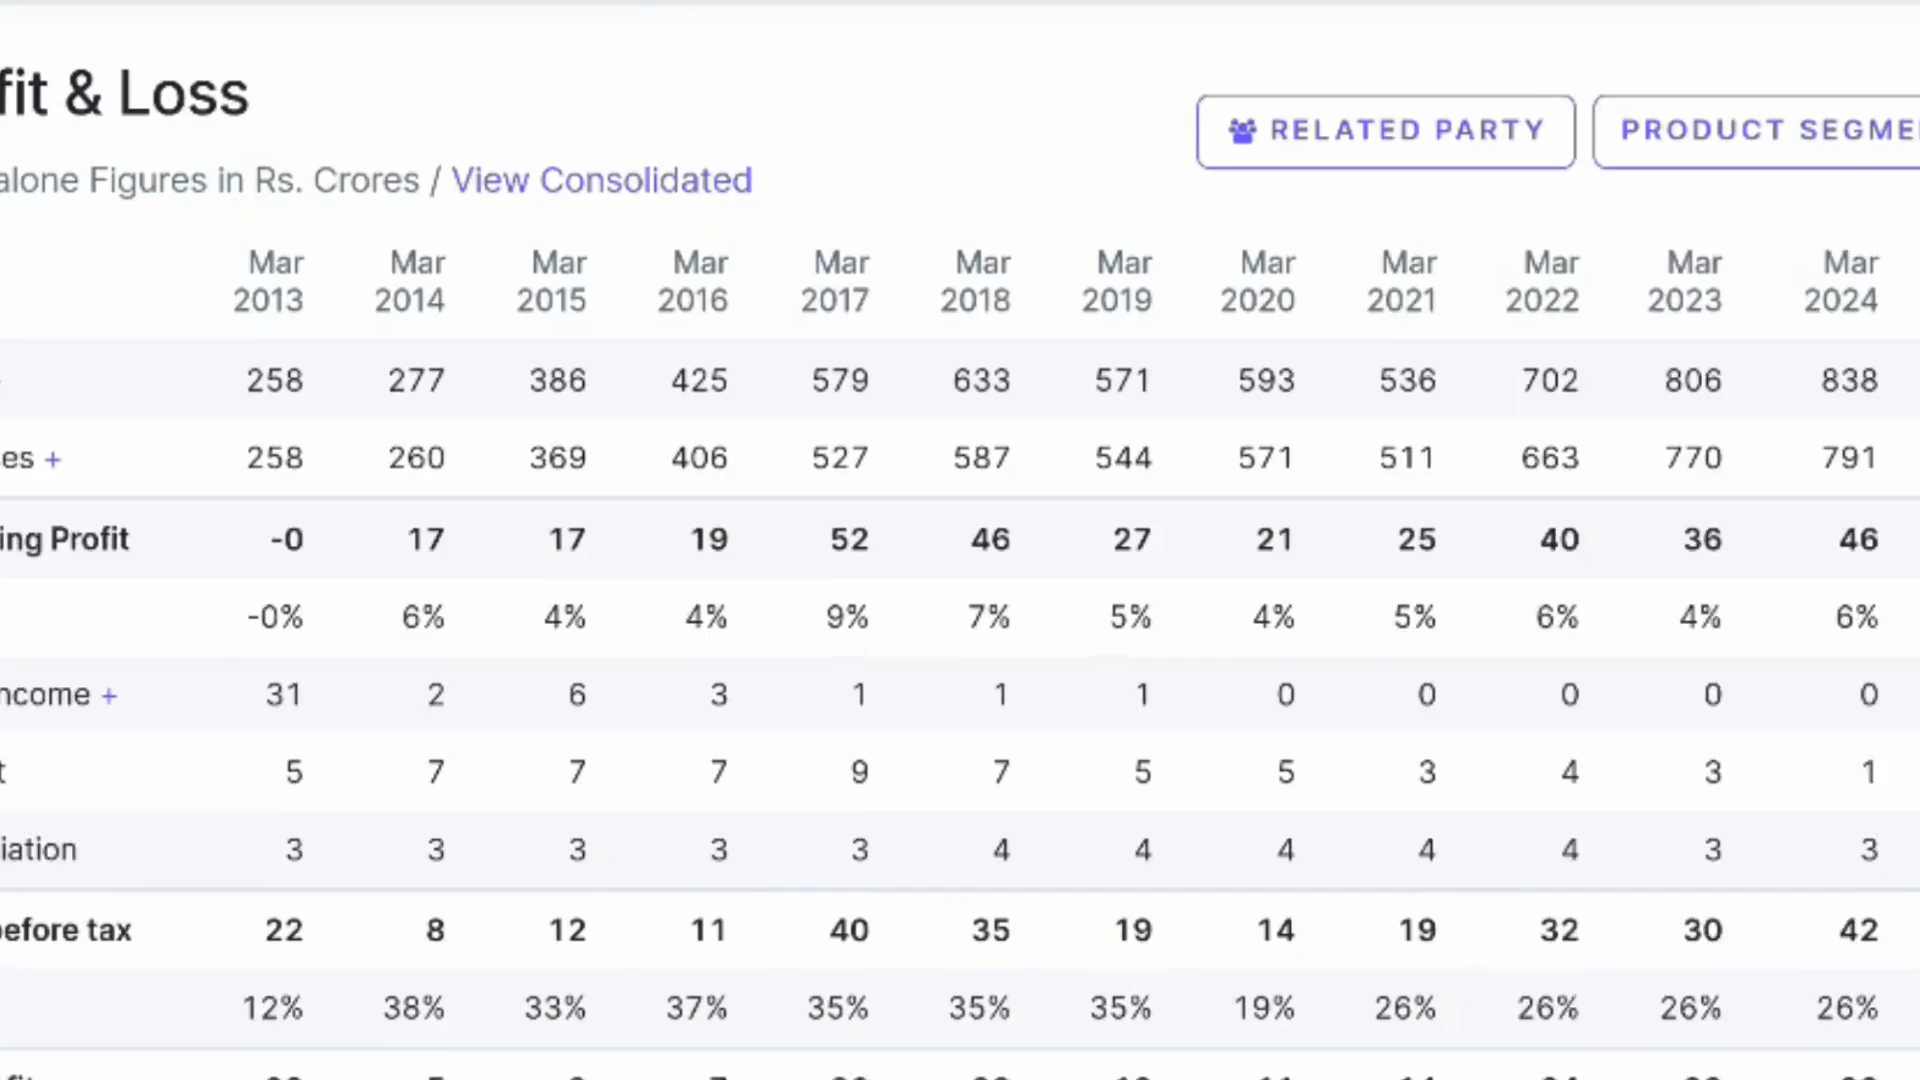 fit & Loss
RELATED PARTY
PRODUCT SEGME
alone Figures in Rs. Crores / View Consolidated
Mar 2013 Mar 2014 Mar 2015 Mar 2016 Mar 2017 Mar 2018 Mar 2019 Mar 2020 Mar 2021 Mar 2022 Mar 2023 Mar 2024
258 277 386 425 579 633 571 593 536 702 806 838
es + 258 260 369 406 527 587 544 571 511 663 770 791
ing Profit -0 17 17 19 52 46 27 21 25 40 36 46
-0% 6% 4% 4% 9% 7% 5% 4% 5% 6% 4% 6%
ncome + 31 2 6 3 1 1 1 0 0 0 0 0
t 5 7 7 7 9 7 5 5 3 4 3 1
iation 3 3 3 3 3 4 4 4 4 4 3 3
before tax 22 8 12 11 40 35 19 14 19 32 30 42
12% 38% 33% 37% 35% 35% 35% 19% 26% 26% 26% 26%